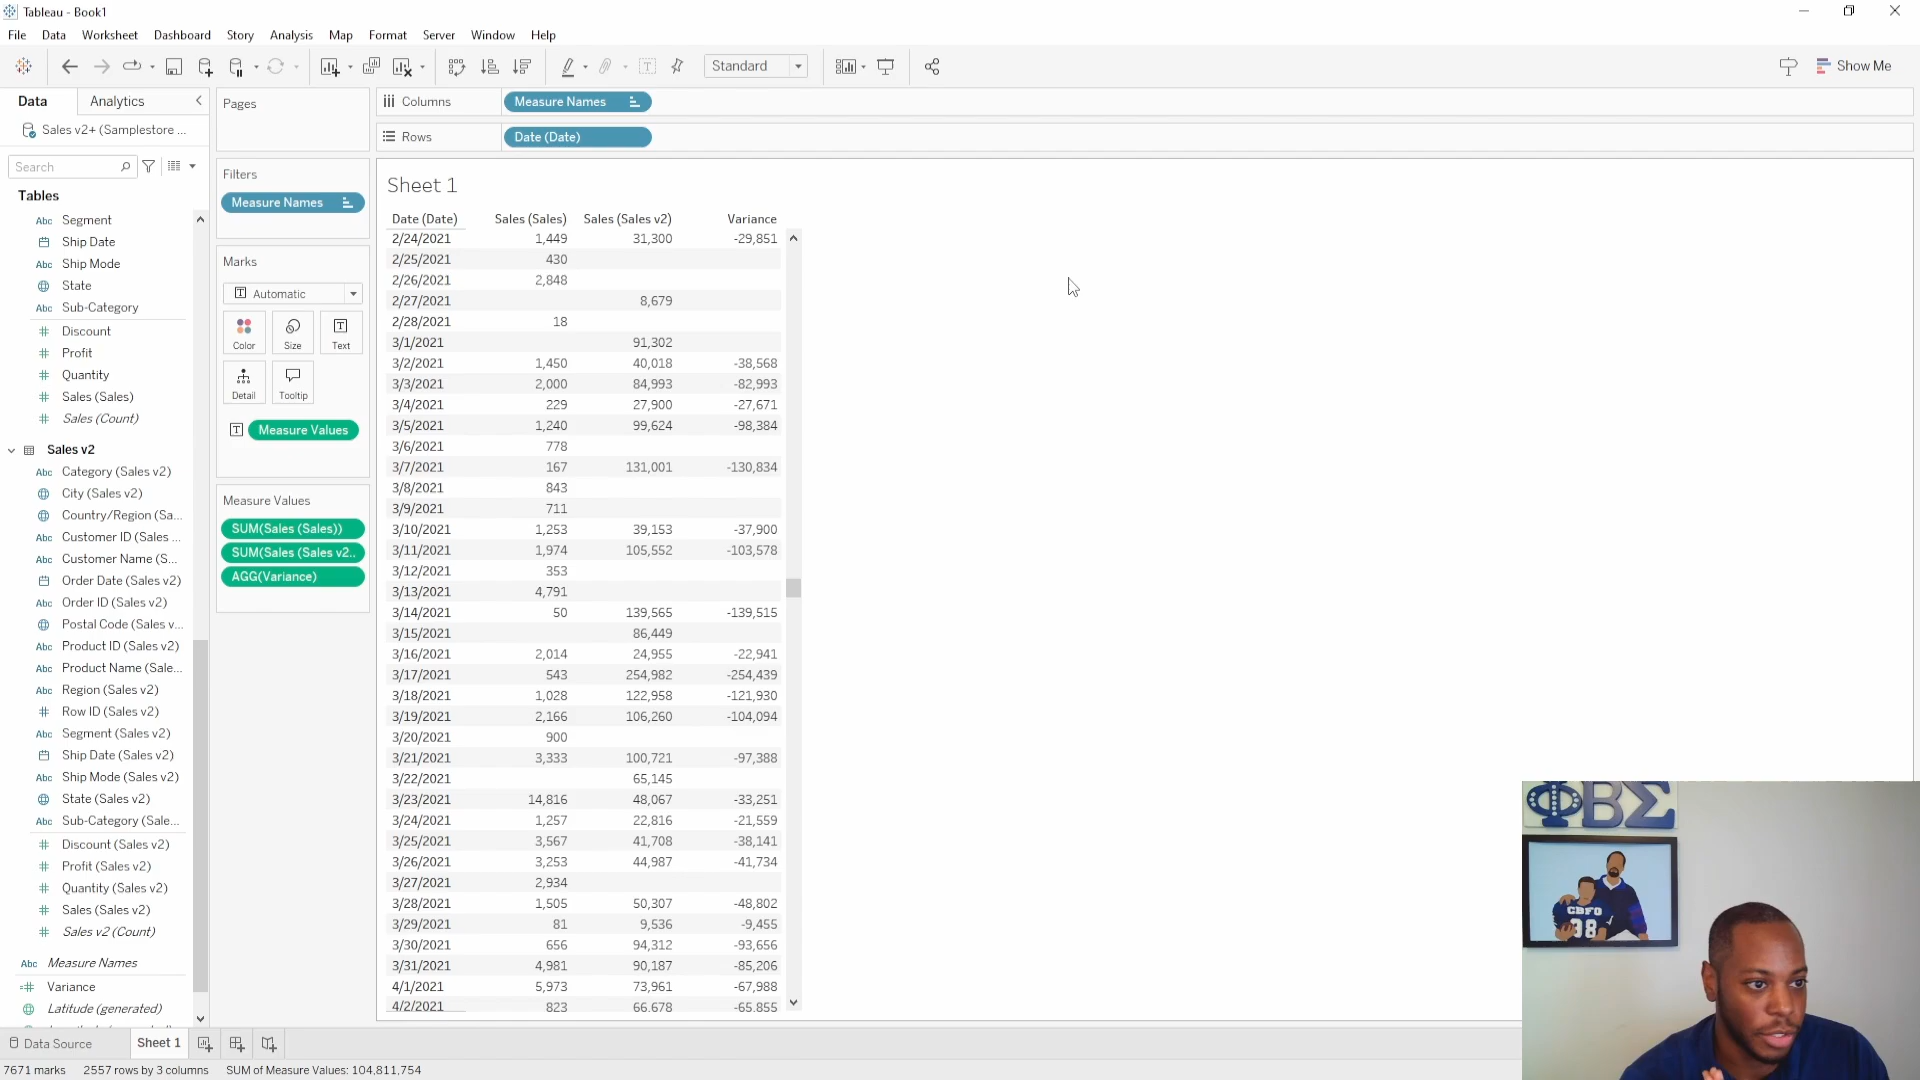 Tableau - Book1
File Data Worksheet Dashboard Story Analysis Map Format Server Window Help
Standard
Show Me
Data Analytics
Sales v2+ (Samplestore ...
Search
Tables
Segment
Ship Date
Ship Mode
State
Sub-Category
Discount
Profit
Quantity
Sales (Sales)
Sales (Count)
Sales v2
Category (Sales v2)
City (Sales v2)
Country/Region (Sa...
Customer ID (Sales ...
Customer Name (S...
Order Date (Sales v2)
Order ID (Sales v2)
Postal Code (Sales v...
Product ID (Sales v2)
Product Name (Sale...
Region (Sales v2)
Row ID (Sales v2)
Segment (Sales v2)
Ship Date (Sales v2)
Ship Mode (Sales v2)
State (Sales v2)
Sub-Category (Sale...
Discount (Sales v2)
Profit (Sales v2)
Quantity (Sales v2)
Sales (Sales v2)
Sales v2 (Count)
Measure Names
Variance
Latitude (generated)
Pages
Filters
Measure Names
Marks
Automatic
Color Size Text
Detail Tooltip
Measure Values
Measure Values
SUM(Sales (Sales))
SUM(Sales (Sales v2..
AGG(Variance)
Columns Measure Names
Rows Date (Date)
Sheet 1
Date (Date) Sales (Sales) Sales (Sales v2) Variance
2/24/2021 1,449 31,300 -29,851
2/25/2021 430
2/26/2021 2,848
2/27/2021 8,679
2/28/2021 18
3/1/2021 91,302
3/2/2021 1,450 40,018 -38,568
3/3/2021 2,000 84,993 -82,993
3/4/2021 229 27,900 -27,671
3/5/2021 1,240 99,624 -98,384
3/6/2021 778
3/7/2021 167 131,001 -130,834
3/8/2021 843
3/9/2021 711
3/10/2021 1,253 39,153 -37,900
3/11/2021 1,974 105,552 -103,578
3/12/2021 353
3/13/2021 4,791
3/14/2021 50 139,565 -139,515
3/15/2021 86,449
3/16/2021 2,014 24,955 -22,941
3/17/2021 543 254,982 -254,439
3/18/2021 1,028 122,958 -121,930
3/19/2021 2,166 106,260 -104,094
3/20/2021 900
3/21/2021 3,333 100,721 -97,388
3/22/2021 65,145
3/23/2021 14,816 48,067 -33,251
3/24/2021 1,257 22,816 -21,559
3/25/2021 3,567 41,708 -38,141
3/26/2021 3,253 44,987 -41,734
3/27/2021 2,934
3/28/2021 1,505 50,307 -48,802
3/29/2021 81 9,536 -9,455
3/30/2021 656 94,312 -93,656
3/31/2021 4,981 90,187 -85,206
4/1/2021 5,973 73,961 -67,988
4/2/2021 823 66,678 -65,855
ΦΒΣ
CBFO
98
Data Source Sheet 1
7671 marks 2557 rows by 3 columns SUM of Measure Values: 104,811,754